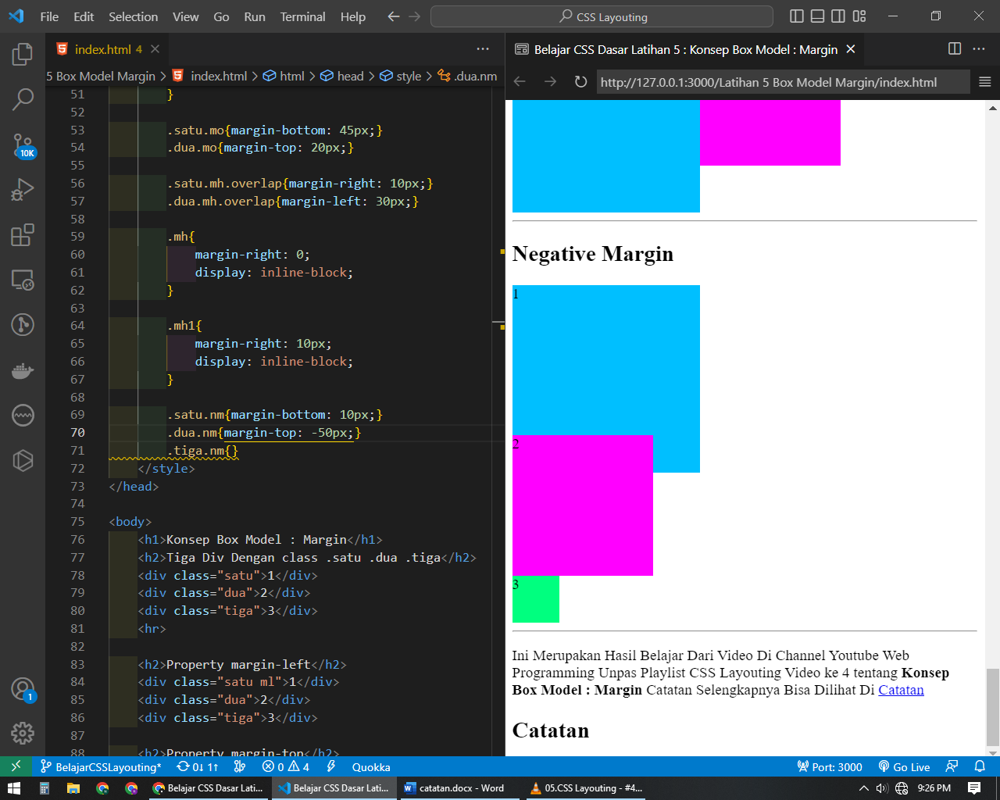 File Edit Selection View Go Run Terminal Help
CSS Layouting
index.html 4
5 Box Model Margin > index.html > html > head > style > .dua.nm
51 }
52
53 .satu.mo{margin-bottom: 45px;}
54 .dua.mo{margin-top: 20px;}
55
56 .satu.mh.overlap{margin-right: 10px;}
57 .dua.mh.overlap{margin-left: 30px;}
58
59 .mh{
60 margin-right: 0;
61 display: inline-block;
62 }
63
64 .mh1{
65 margin-right: 10px;
66 display: inline-block;
67 }
68
69 .satu.nm{margin-bottom: 10px;}
70 .dua.nm{margin-top: -50px;}
71 .tiga.nm{}
72 </style>
73 </head>
74
75 <body>
76 <h1>Konsep Box Model : Margin</h1>
77 <h2>Tiga Div Dengan class .satu .dua .tiga</h2>
78 <div class="satu">1</div>
79 <div class="dua">2</div>
80 <div class="tiga">3</div>
81 <hr>
82
83 <h2>Property margin-left</h2>
84 <div class="satu ml">1</div>
85 <div class="dua">2</div>
86 <div class="tiga">3</div>
87
88 <h2>Property margin-top</h2>
10K
1
Belajar CSS Dasar Latihan 5 : Konsep Box Model : Margin
http://127.0.0.1:3000/Latihan 5 Box Model Margin/index.html
Negative Margin
1
2
3
Ini Merupakan Hasil Belajar Dari Video Di Channel Youtube Web
Programming Unpas Playlist CSS Layouting Video ke 4 tentang Konsep
Box Model : Margin Catatan Selengkapnya Bisa Dilihat Di Catatan
Catatan
BelajarCSSLayouting* 0↓ 1↑ 0 4 Quokka Port: 3000 Go Live
Belajar CSS Dasar Lati... Belajar CSS Dasar Lati... catatan.docx - Word 05.CSS Layouting - #4... 9:26 PM